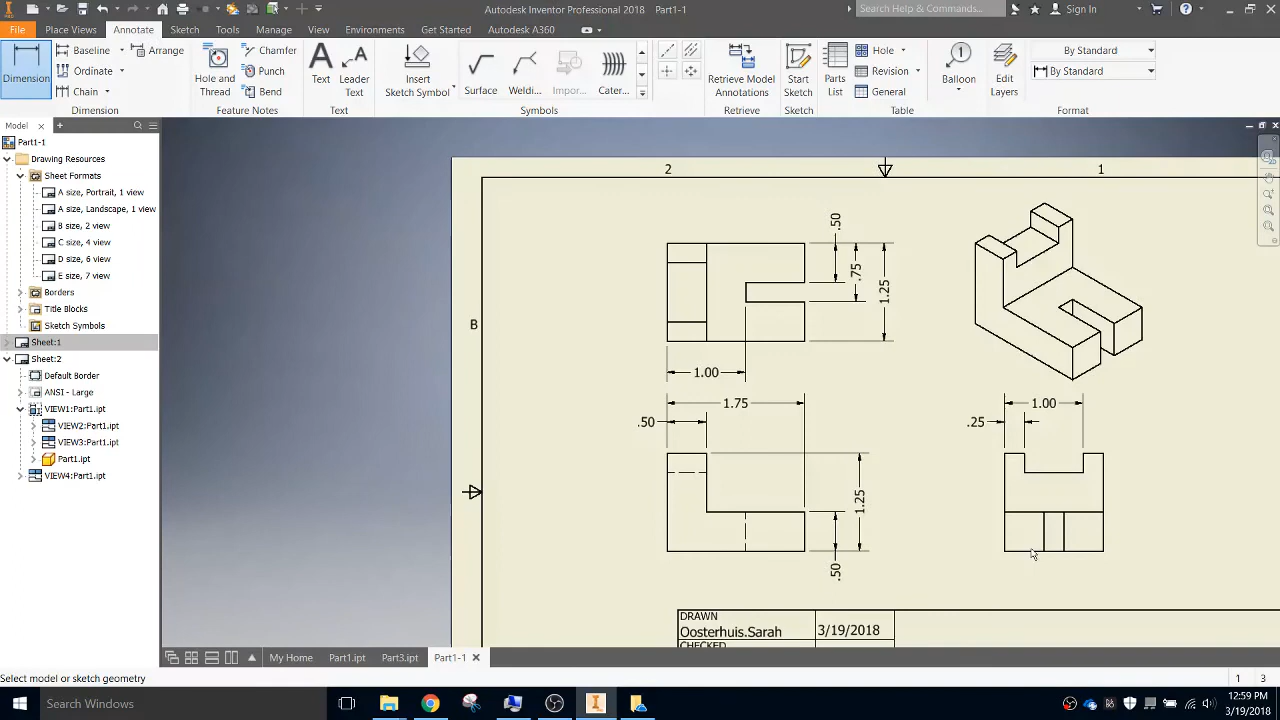 Autodesk Inventor Professional 2018 Part1-1
Search Help & Commands...
Sign In
File
Place Views
Annotate
Sketch
Tools
Manage
View
Environments
Get Started
Autodesk A360
Dimension
Baseline
Ordinate
Chain
Arrange
Dimension
Hole and Thread
Chamfer
Punch
Bend
Feature Notes
Text
Leader Text
Text
Insert Sketch Symbol
Surface
Weldi...
Impor...
Cater...
Symbols
Retrieve Model Annotations
Retrieve
Start Sketch
Sketch
Parts List
Hole
Revision
General
Table
Balloon
Edit Layers
By Standard
By Standard
Format
Model
Part1-1
Drawing Resources
Sheet Formats
A size, Portrait, 1 view
A size, Landscape, 1 view
B size, 2 view
C size, 4 view
D size, 6 view
E size, 7 view
Borders
Title Blocks
Sketch Symbols
Sheet:1
Sheet:2
Default Border
ANSI - Large
VIEW1:Part1.ipt
VIEW2:Part1.ipt
VIEW3:Part1.ipt
Part1.ipt
VIEW4:Part1.ipt
2
1
B
.50
.75
1.25
1.00
1.75
.50
1.25
.50
1.00
.25
DRAWN
Oosterhuis.Sarah
3/19/2018
CHECKED
My Home
Part1.ipt
Part3.ipt
Part1-1
Select model or sketch geometry
1
3
Search Windows
12:59 PM
3/19/2018